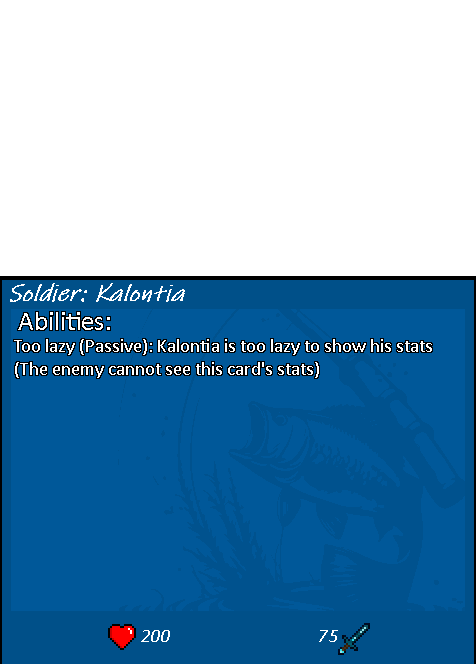 Soldier: Kalontia
Abilities:
Too lazy (Passive): Kalontia is too lazy to show his stats
(The enemy cannot see this card's stats)
200 75